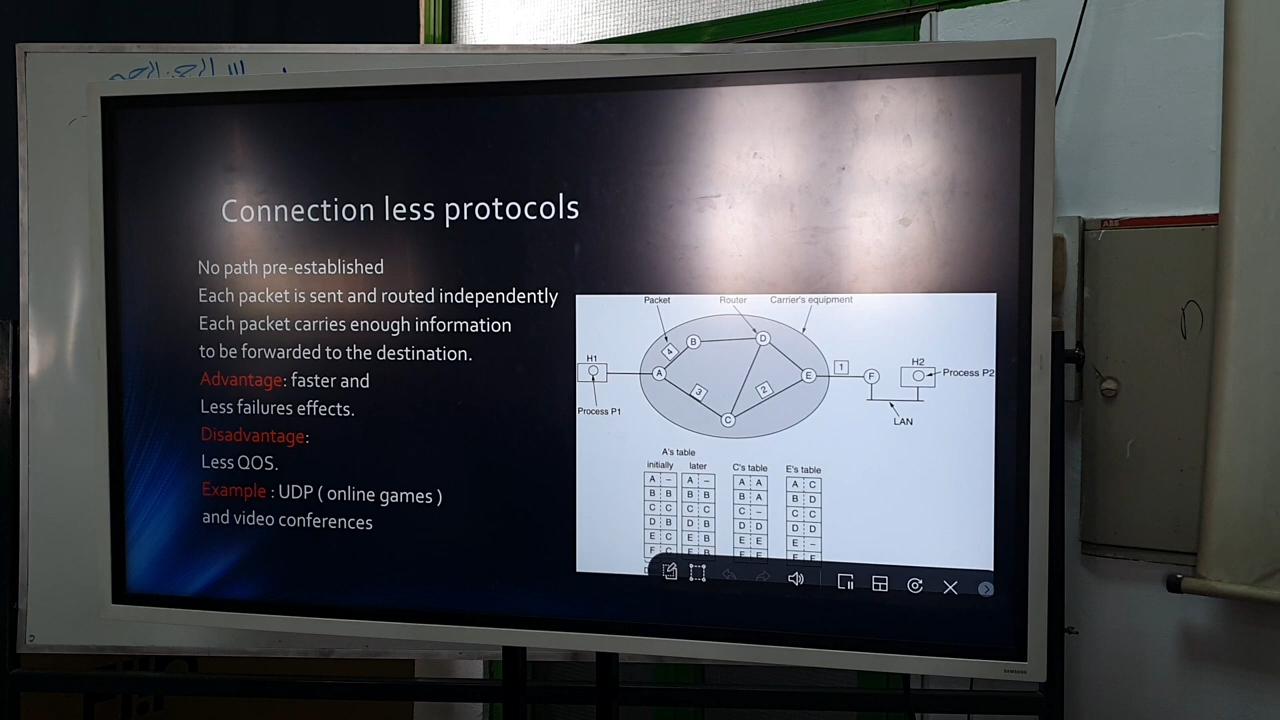 Connection less protocols
No path pre-established
Each packet is sent and routed independently
Each packet carries enough information
to be forwarded to the destination.
Advantage: faster and
Less failures effects.
Disadvantage:
Less QOS.
Example : UDP ( online games )
and video conferences
Packet Router Carrier's equipment
H1
Process P1
A
4
B
D
3
2
C
E
1
F
H2
Process P2
LAN
A's table
initially later C's table E's table
A – A – A A A C
B B B B B A B D
C C C C C – C C
D B D B D D D D
E C E B E E E –
F C F B F E F F
SAMSUNG
ABB